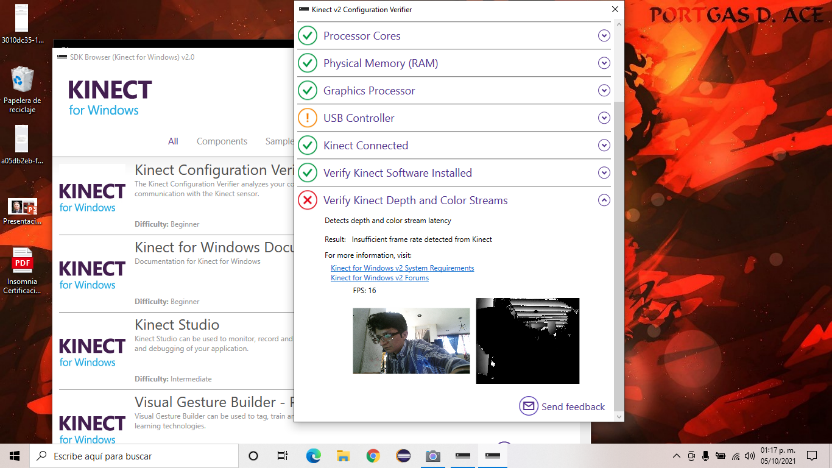 PORTGAS D. ACE
3010dc35-1...
Papelera de
reciclaje
a05db2eb-f...
Presentaci...
PDF
Insomnia
Certificaci...
SDK Browser (Kinect for Windows) v2.0
KINECT
for Windows
All Components Sample
KINECT
for Windows
Kinect Configuration Veri
The Kinect Configuration Verifier analyzes your co
communication with the Kinect sensor.
Difficulty: Beginner
KINECT
for Windows
Kinect for Windows Docu
Documentation for Kinect for Windows
Difficulty: Beginner
KINECT
for Windows
Kinect Studio
Kinect Studio can be used to monitor, record and
and debugging of your application.
Difficulty: Intermediate
KINECT
for Windows
Visual Gesture Builder - P
Visual Gesture Builder can be used to tag, train an
learning technologies.
Kinect v2 Configuration Verifier
Processor Cores
Physical Memory (RAM)
Graphics Processor
USB Controller
Kinect Connected
Verify Kinect Software Installed
Verify Kinect Depth and Color Streams
Detects depth and color stream latency
Result: Insufficient frame rate detected from Kinect
For more information, visit:
Kinect for Windows v2 System Requirements
Kinect for Windows v2 Forums
FPS: 16
Send feedback
Escribe aquí para buscar
01:17 p. m.
05/10/2021